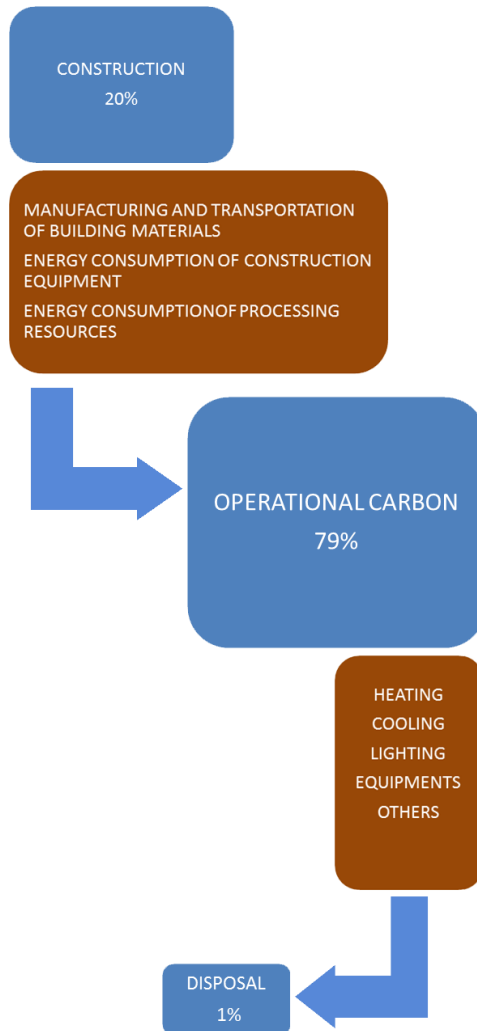 CONSTRUCTION
20%
MANUFACTURING AND TRANSPORTATION
OF BUILDING MATERIALS
ENERGY CONSUMPTION OF CONSTRUCTION
EQUIPMENT
ENERGY CONSUMPTIONOF PROCESSING
RESOURCES
OPERATIONAL CARBON
79%
HEATING
COOLING
LIGHTING
EQUIPMENTS
OTHERS
DISPOSAL
1%